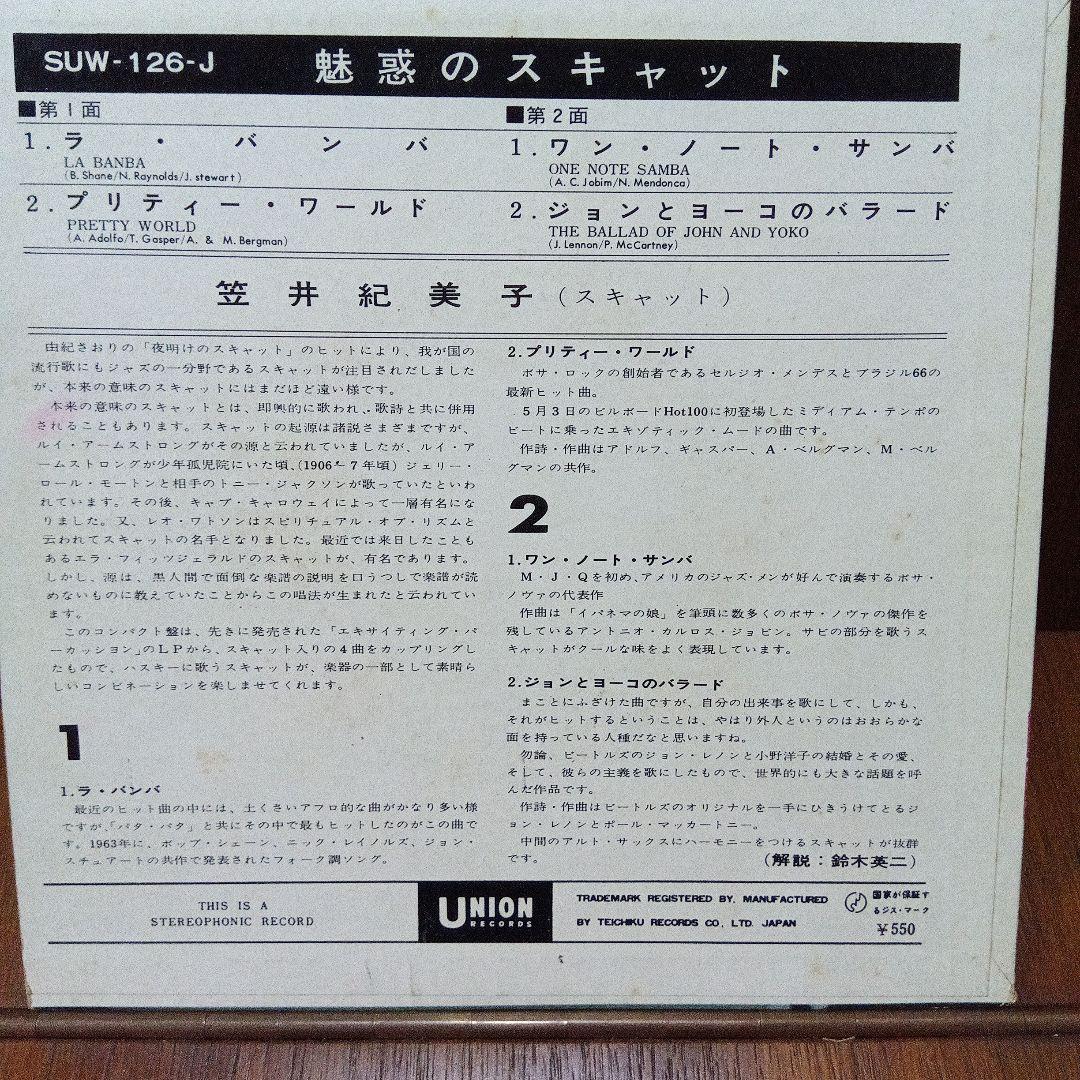 SUW-126-J 魅惑のスキャット
■第1面
1.ラ・バンバ
LA BANBA
(B. Shane/N. Raynolds/J. stewart)
2.プリティー・ワールド
PRETTY WORLD
(A. Adolfo/T. Gasper/A. & M. Bergman)
■第2面
1.ワン・ノート・サンバ
ONE NOTE SAMBA
(A. C. Jobim/N. Mendonca)
2.ジョンとヨーコのバラード
THE BALLAD OF JOHN AND YOKO
(J. Lennon/P. McCartney)
笠井紀美子(スキャット)
由紀さおりの「夜明けのスキャット」のヒットにより、我が国の
流行歌にもジャズの一分野であるスキャットが注目されだしました
が、本来の意味のスキャットにはまだほど遠い様です。
本来の意味のスキャットとは、即興的に歌われ、歌詩と共に併用
されることもあります。スキャットの起源は諸説さまざまですが、
ルイ・アームストロングがその源と云われていましたが、ルイ・ア
ームストロングが少年孤児院にいた頃、(1906〜7年頃)ジェリー・
ロール・モートンと相手のトニー・ジャクソンが歌っていたといわ
れています。その後、キャブ・キャロウェイによって一層有名にな
りました。又、レオ・ワトソンはスピリチュアル・オブ・リズムと
云われてスキャットの名手となりました。最近では来日したことも
あるエラ・フィッツジェラルドのスキャットが、有名であります。
しかし、源は、黒人間で面倒な楽譜の説明を口うつしで楽譜が読
めないものに教えていたことからこの唱法が生まれたと云われてい
ます。
このコンパクト盤は、先きに発売された「エキサイティング・パ
ーカッション」のLPから、スキャット入りの4曲をカップリングし
たもので、ハスキーに歌うスキャットが、楽器の一部として素晴ら
しいコンビネーションを楽しませてくれます。
1
1.ラ・バンバ
最近のヒット曲の中には、土くさいアフロ的な曲がかなり多い様
ですが、「パタ・パタ」と共にその中で最もヒットしたのがこの曲で
す。1963年に、ボップ・シェーン、ニック・レイノルズ、ジョン・
スチュアートの共作で発表されたフォーク調ソング。
2.プリティー・ワールド
ボサ・ロックの創始者であるセルジオ・メンデスとブラジル66の
最新ヒット曲。
5月3日のビルボードHot100に初登場したミディアム・テンポの
ビートに乗ったエキゾティック・ムードの曲です。
作詩・作曲はアドルフ、ギャスパー、A・ベルグマン、M・ベル
グマンの共作。
2
1.ワン・ノート・サンバ
M・J・Qを初め、アメリカのジャズ・メンが好んで演奏するボサ・
ノヴァの代表作
作曲は「イパネマの娘」を筆頭に数多くのボサ・ノヴァの傑作を
残しているアントニオ・カルロス・ジョビン。サビの部分を歌うス
キャットがクールな味をよく表現しています。
2.ジョンとヨーコのバラード
まことにふざけた曲ですが、自分の出来事を歌にして、しかも、
それがヒットするということは、やはり外人というのはおおらかな
面を持っている人種だなと思いますね。
勿論、ビートルズのジョン・レノンと小野洋子の結婚とその愛、
そして、彼らの主義を歌にしたもので、世界的にも大きな話題を呼
んだ作品です。
作詩・作曲はビートルズのオリジナルを一手にひきうけてとるジ
ョン・レノンとポール・マッカートニー。
中間のアルト・サックスにハーモニーをつけるスキャットが抜群
です。 (解説:鈴木英二)
THIS IS A
STEREOPHONIC RECORD
UNION
RECORDS
TRADEMARK REGISTERED BY. MANUFACTURED
BY TEICHIKU RECORDS CO., LTD. JAPAN
国家が保証す
るジス・マーク
¥550